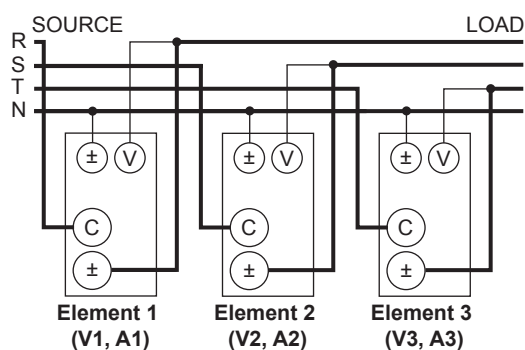 SOURCE LOAD
R
S
T
N
± V ± V ± V
C C C
± ± ±
Element 1 Element 2 Element 3
(V1, A1) (V2, A2) (V3, A3)